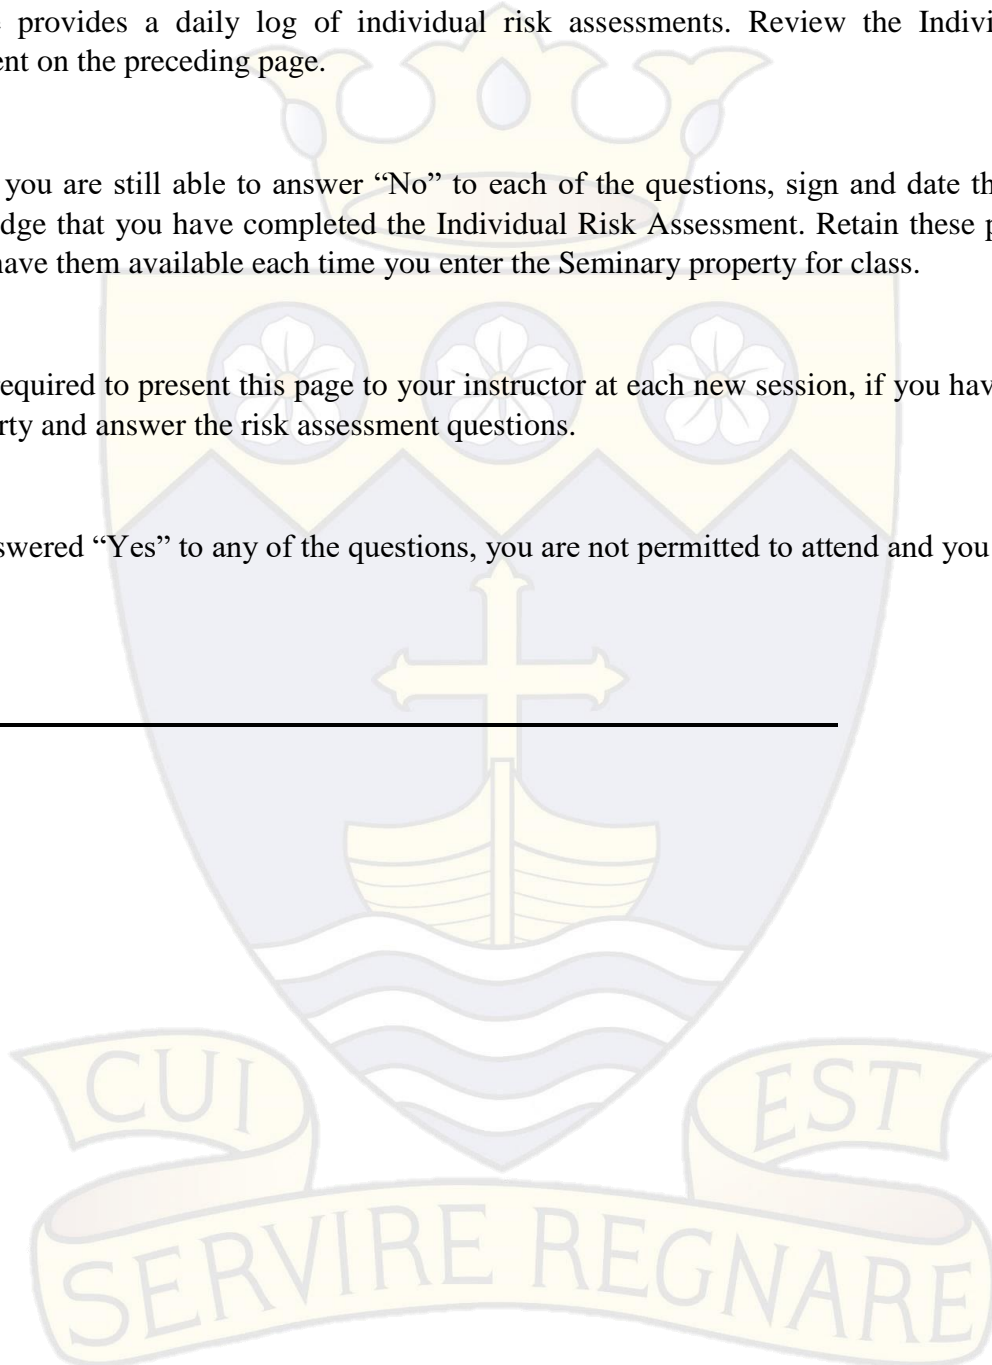 provides a daily log of individual risk assessments. Review the Indivi
ent on the preceding page.
you are still able to answer “No” to each of the questions, sign and date th
dge that you have completed the Individual Risk Assessment. Retain these p
have them available each time you enter the Seminary property for class.
equired to present this page to your instructor at each new session, if you hav
rty and answer the risk assessment questions.
swered “Yes” to any of the questions, you are not permitted to attend and you
CUI EST
SERVIRE REGNARE